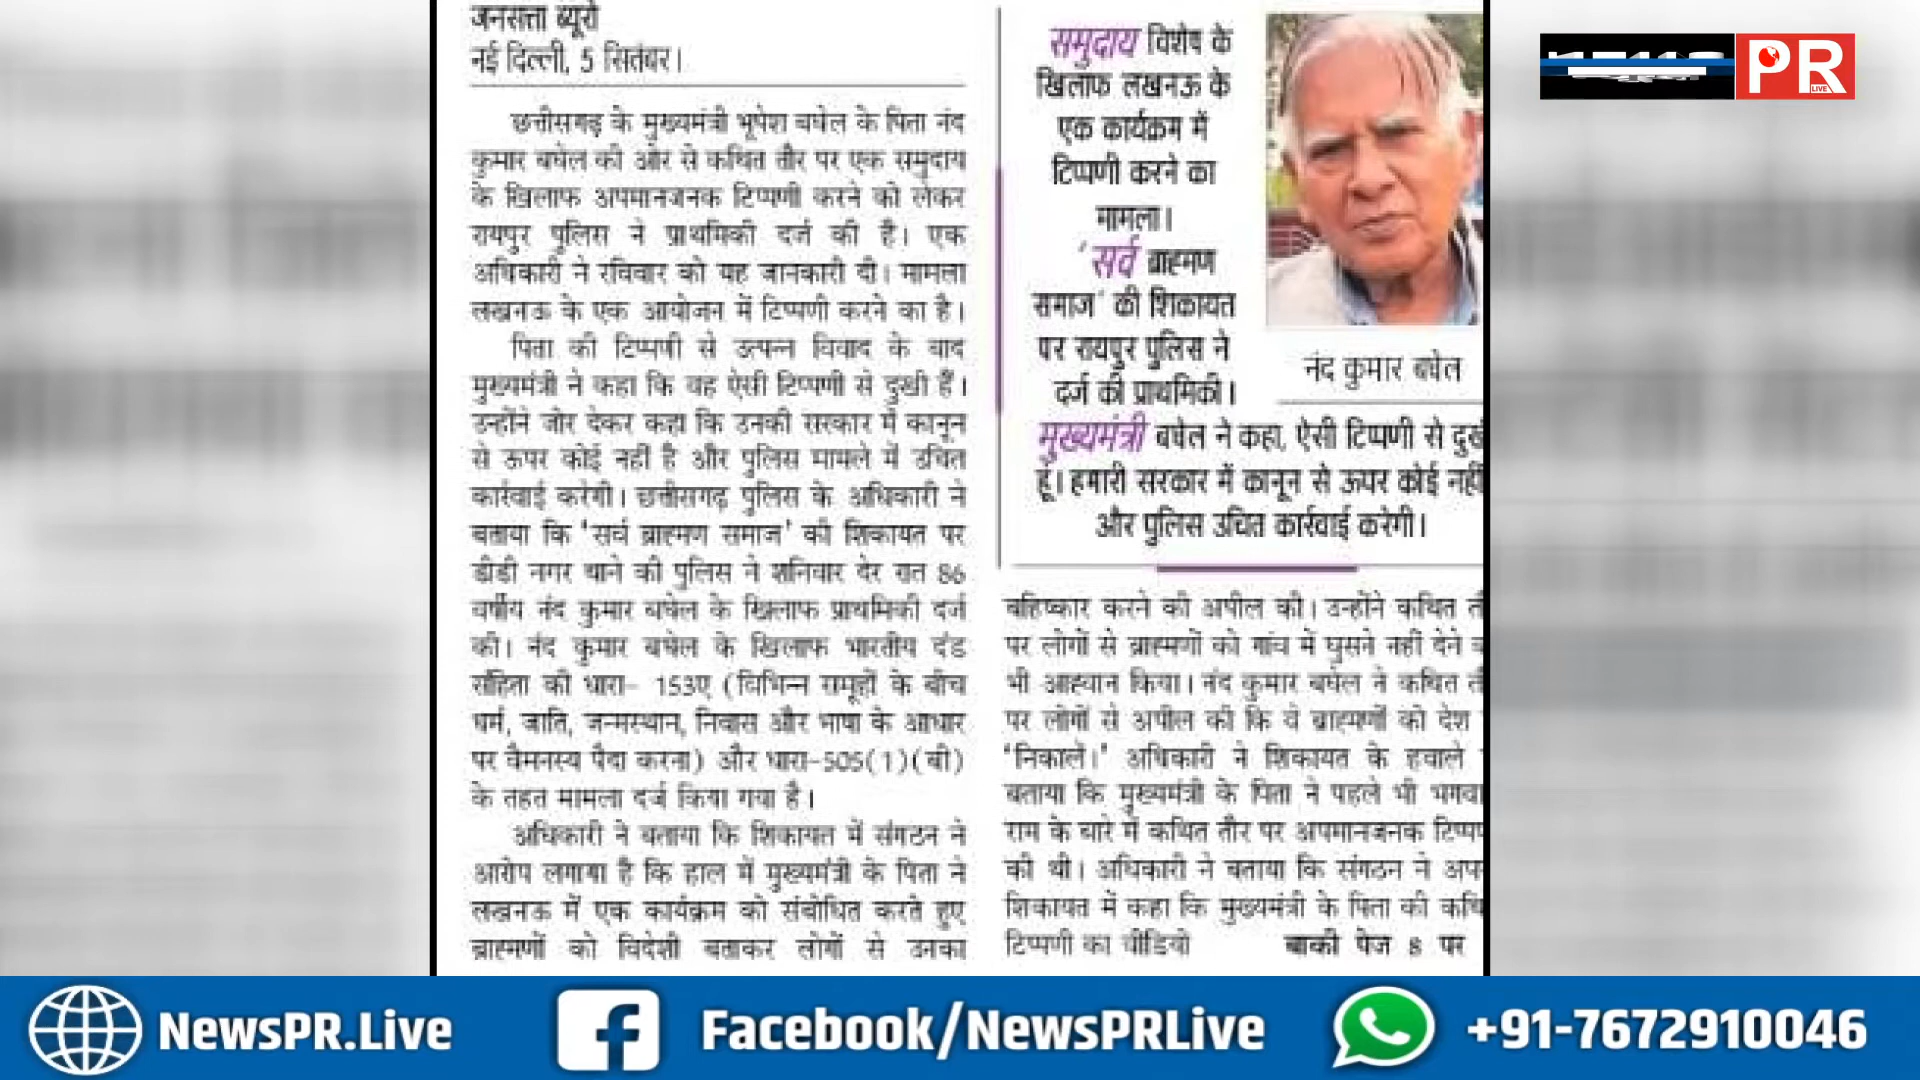 जनसत्ता ब्यूरो
नई दिल्ली, 5 सितंबर।
छत्तीसगढ़ के मुख्यमंत्री भूपेश बघेल के पिता नंद
कुमार बघेल की ओर से कथित तौर पर एक समुदाय
के खिलाफ अपमानजनक टिप्पणी करने को लेकर
रायपुर पुलिस ने प्राथमिकी दर्ज की है। एक
अधिकारी ने रविवार को यह जानकारी दी। मामला
लखनऊ के एक आयोजन में टिप्पणी करने का है।
पिता की टिप्पणी से उत्पन्न विवाद के बाद
मुख्यमंत्री ने कहा कि वह ऐसी टिप्पणी से दुखी हैं।
उन्होंने जोर देकर कहा कि उनकी सरकार में कानून
से ऊपर कोई नहीं है और पुलिस मामले में उचित
कार्रवाई करेगी। छत्तीसगढ़ पुलिस के अधिकारी ने
बताया कि 'सर्व ब्राह्मण समाज' की शिकायत पर
डीडी नगर थाने की पुलिस ने शनिवार देर रात 86
वर्षीय नंद कुमार बघेल के खिलाफ प्राथमिकी दर्ज
की। नंद कुमार बघेल के खिलाफ भारतीय दंड
संहिता की धारा- 153ए (विभिन्न समूहों के बीच
धर्म, जाति, जन्मस्थान, निवास और भाषा के आधार
पर वैमनस्य पैदा करना) और धारा-505(1)(बी)
के तहत मामला दर्ज किया गया है।
अधिकारी ने बताया कि शिकायत में संगठन ने
आरोप लगाया है कि हाल में मुख्यमंत्री के पिता ने
लखनऊ में एक कार्यक्रम को संबोधित करते हुए
ब्राह्मणों को विदेशी बताकर लोगों से उनका
समुदाय विशेष के
खिलाफ लखनऊ के
एक कार्यक्रम में
टिप्पणी करने का
मामला।
'सर्व ब्राह्मण
समाज' की शिकायत
पर रायपुर पुलिस ने
दर्ज की प्राथमिकी।
नंद कुमार बघेल
मुख्यमंत्री बघेल ने कहा, ऐसी टिप्पणी से
हूं। हमारी सरकार में कानून से ऊपर कोई नहीं
और पुलिस उचित कार्रवाई करेगी।
बहिष्कार करने की अपील की। उन्होंने कथित
पर लोगों से ब्राह्मणों को गांव में घुसने नहीं देने
भी आह्वान किया। नंद कुमार बघेल ने कथित
पर लोगों से अपील की कि वे ब्राह्मणों को देश
'निकालें।' अधिकारी ने शिकायत के हवाले
बताया कि मुख्यमंत्री के पिता ने पहले भी
राम के बारे में कथित तौर पर अपमानजनक
की थी। अधिकारी ने बताया कि संगठन ने
शिकायत में कहा कि मुख्यमंत्री के पिता की
टिप्पणी का वीडियो बाकी पेज 8 पर
PR
LIVE
NewsPR.Live
Facebook/NewsPRLive
+91-7672910046